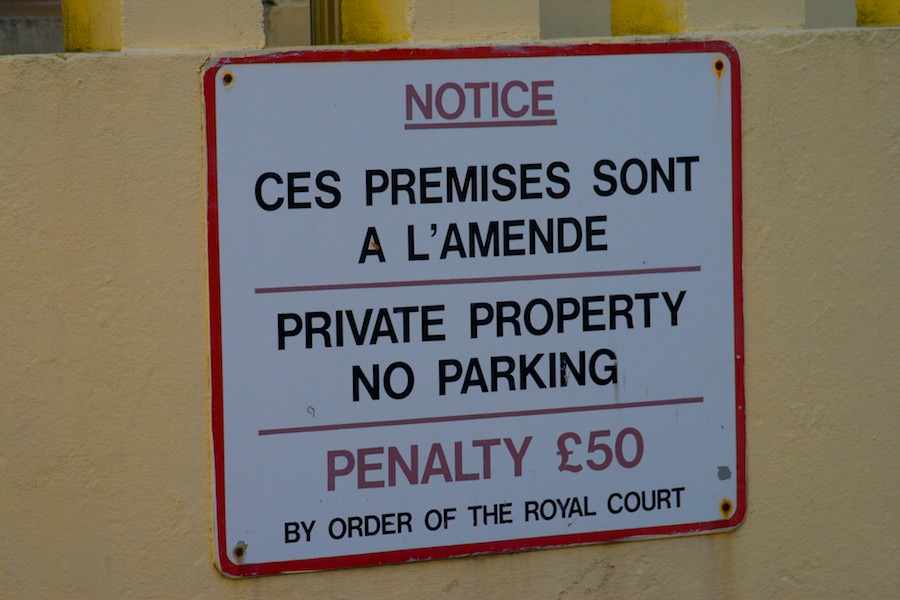 NOTICE
CES PREMISES SONT
A L'AMENDE
PRIVATE PROPERTY
NO PARKING
PENALTY £50
BY ORDER OF THE ROYAL COURT